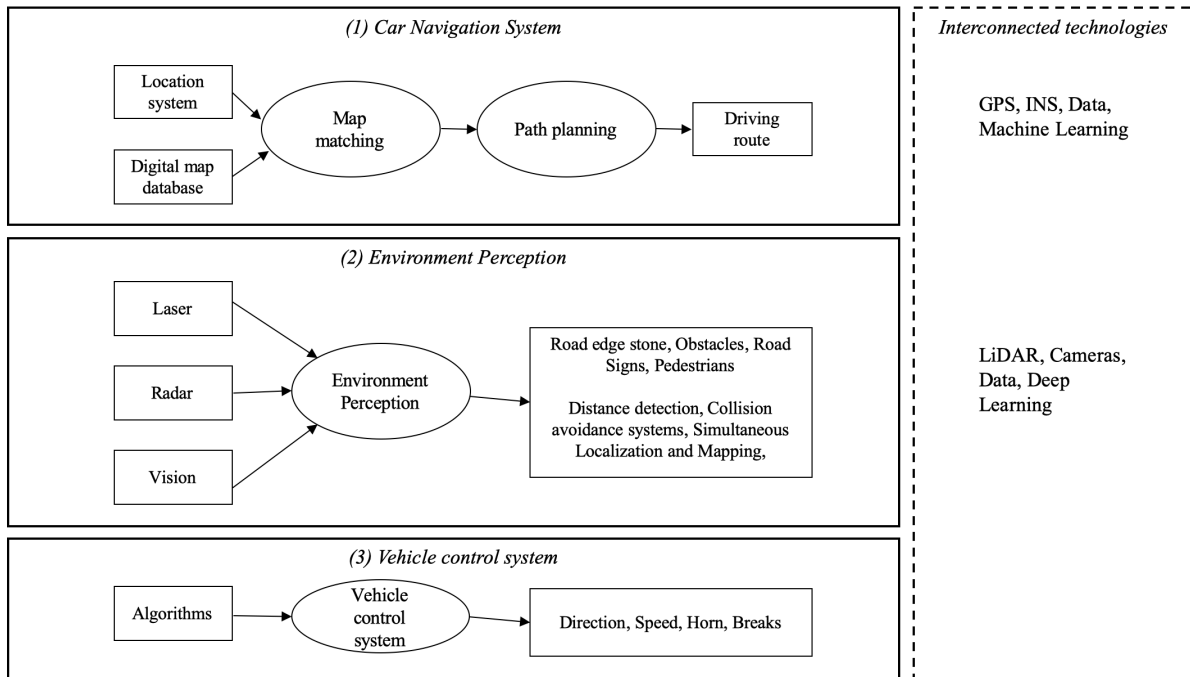 (1) Car Navigation System
Location
system
Digital map
database
Map
matching
Path planning
Driving
route
(2) Environment Perception
Laser
Radar
Vision
Environment
Perception
Road edge stone, Obstacles, Road
Signs, Pedestrians
Distance detection, Collision
avoidance systems, Simultaneous
Localization and Mapping,
(3) Vehicle control system
Algorithms
Vehicle
control
system
Direction, Speed, Horn, Breaks
Interconnected technologies
GPS, INS, Data,
Machine Learning
LiDAR, Cameras,
Data, Deep
Learning